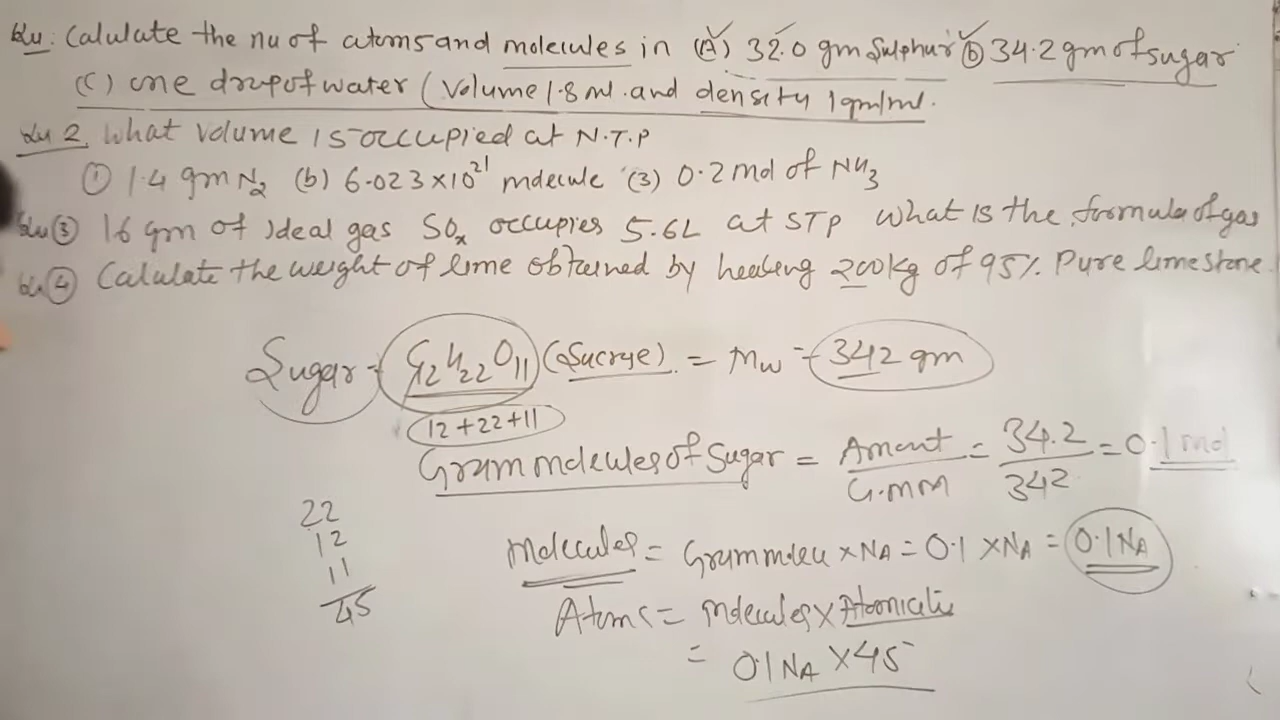 Qu: Calulate the nu of atoms and molecules in (A) 32.0 gm Sulphur (b) 34.2 gm of sugar
(C) one drop of water (Volume 1.8 ml. and density 1gm/ml.
Qu 2. What volume is occupied at N.T.P
(1) 1.4 gm N2 (b) 6.023×10^21 molecule (3) 0.2 mol of NH3
Qu (3) 16 gm of ideal gas SOx occupies 5.6L at STP What is the formula of gas
Qu (4) Calulate the weight of lime obtained by heating 200kg of 95% Pure limestone
Sugar = C12H22O11 (Sucrose) = Mw = 342 gm
12+22+11
Gram molecules of Sugar = Amount/G.MM = 34.2/342 = 0.1 mol
22
12
11
45
Molecules = Gram molecu × NA = 0.1 × NA = 0.1 NA
Atoms = Molecules × Atomicity
= 0.1 NA × 45